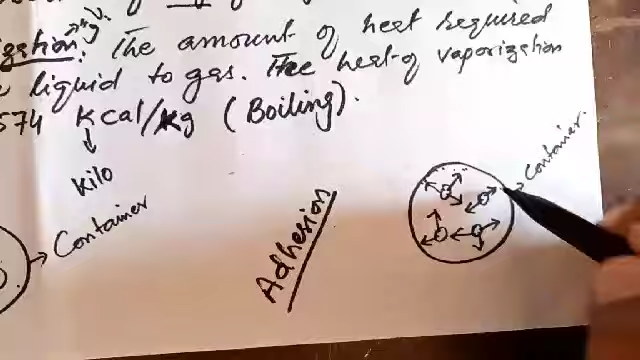 ization: The amount of heat required
liquid to gas. The heat of vaporization
574 Kcal/kg (Boiling).
Kilo
Container
Adhesion
Container.